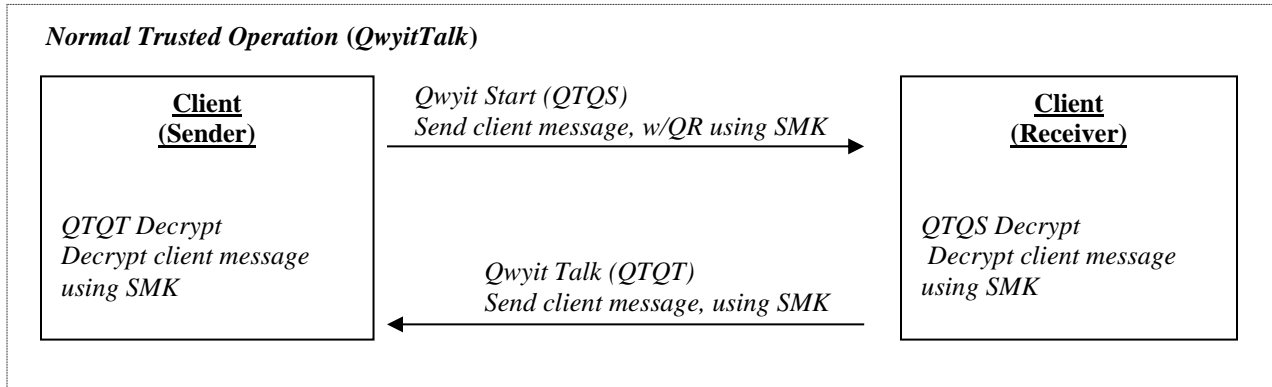 Normal Trusted Operation (QwyitTalk)
Client
(Sender)
QTQT Decrypt
Decrypt client message
using SMK
Qwyit Start (QTQS)
Send client message, w/QR using SMK
Qwyit Talk (QTQT)
Send client message, using SMK
Client
(Receiver)
QTQS Decrypt
Decrypt client message
using SMK